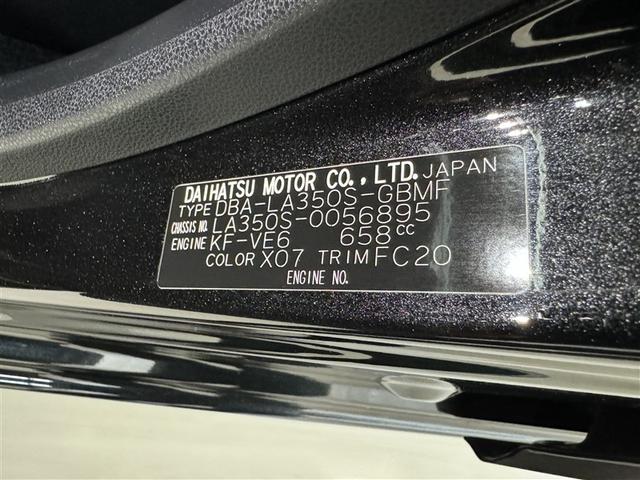 DAIHATSU MOTOR CO., LTD. JAPAN
TYPE DBA-LA350S-GBMF
CHASSIS NO. LA350S-0056895
ENGINE KF-VE6 658cc
COLOR X07 TRIM FC20
ENGINE NO.